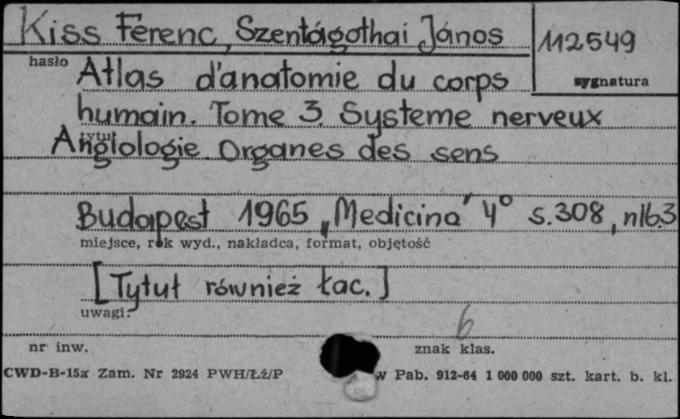 Kiss Ferenc, Szentágothai János
112549
hasło
sygnatura
Atlas d'anatomie du corps
humain. Tome 3. Systeme nerveux
tytuł
Angiologie. Organes des sens
Budapest 1965 „Medicina" 4° s.308, nlb.3
miejsce, rok wyd., nakładca, format, objętość
[Tytuł również łac.]
uwagi:
6
nr inw.
znak klas.
CWD-B-15x Zam. Nr 2924 PWH/Łż/P
w Pab. 912-64 1 000 000 szt. kart. b. kl.